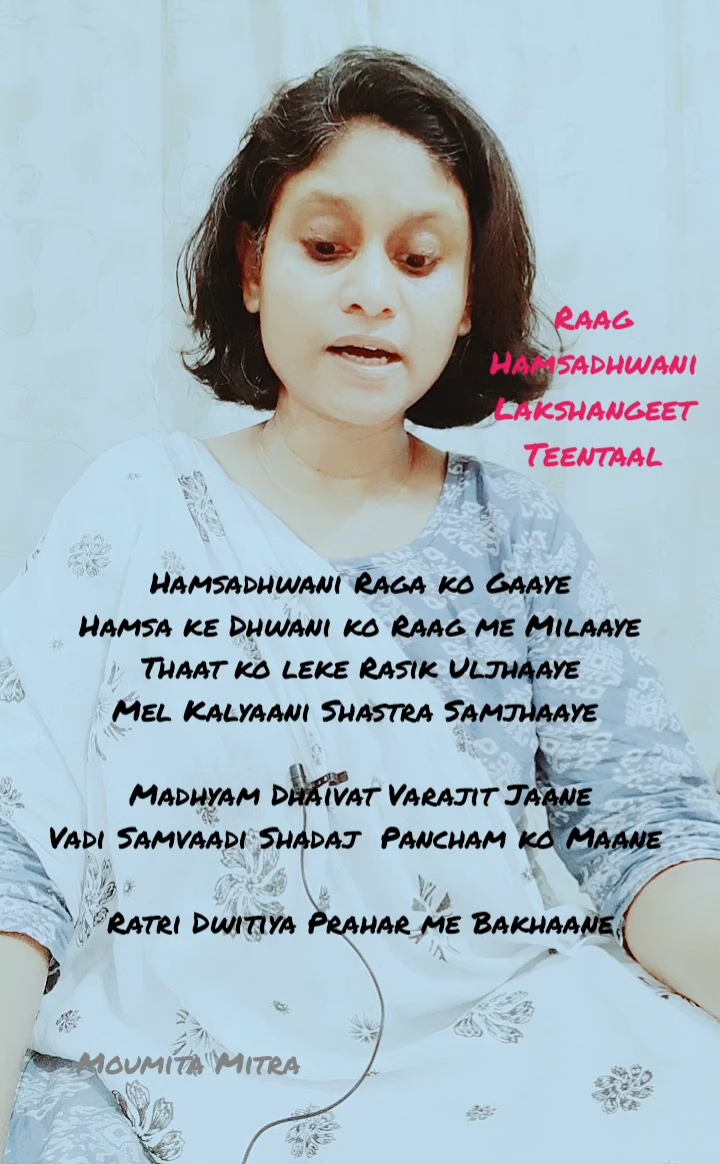 Raag
Hamsadhwani
Lakshangeet
Teentaal
Hamsadhwani Raga ko Gaaye
Hamsa ke Dhwani ko Raag me Milaaye
Thaat ko leke Rasik Uljhaaye
Mel Kalyaani Shastra Samjhaaye
Madhyam Dhaivat Varajit Jaane
Vadi Samvaadi Shadaj Pancham ko Maane
Ratri Dwitiya Prahar me Bakhaane
Moumita Mitra